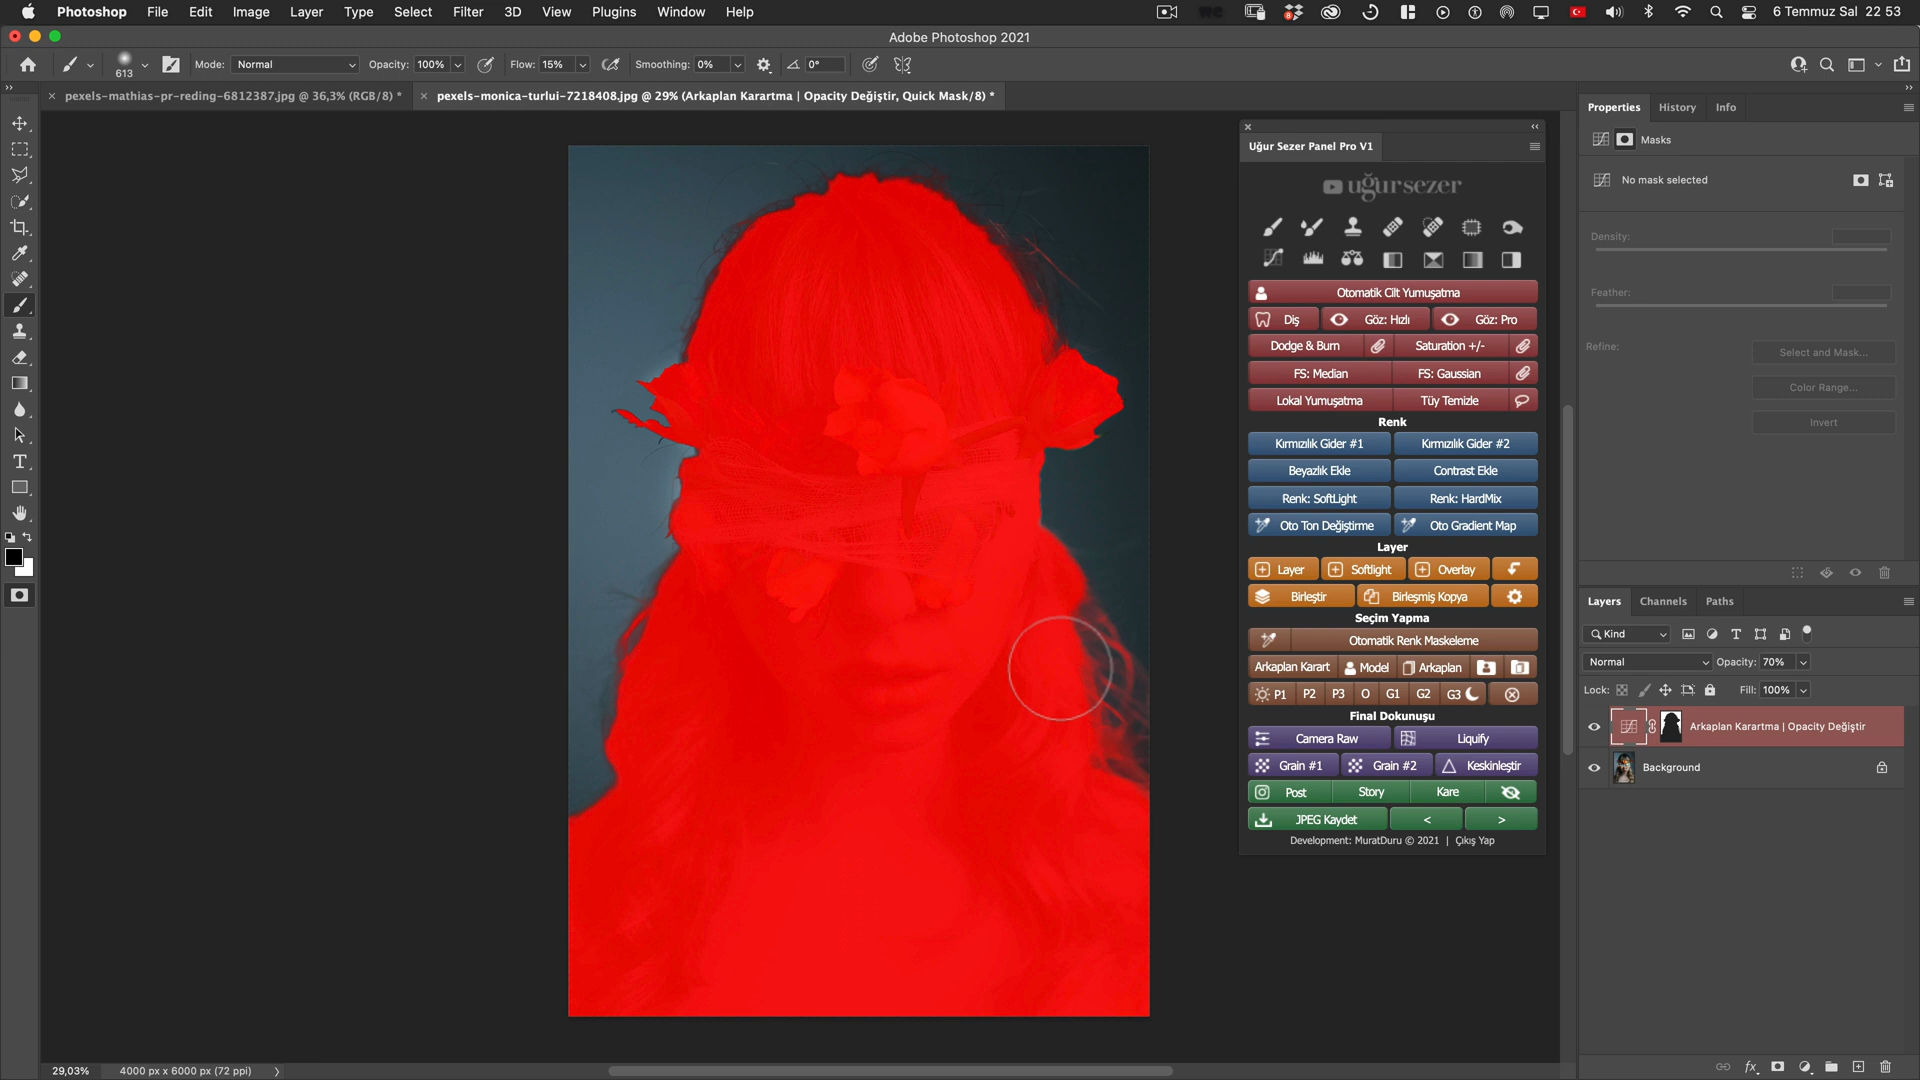 Photoshop File Edit Image Layer Type Select Filter 3D View Plugins Window Help 6 Temmuz Sal 22 53
Adobe Photoshop 2021
613 Mode: Normal Opacity: 100% Flow: 15% Smoothing: 0% 0°
pexels-mathias-pr-reding-6812387.jpg @ 36,3% (RGB/8) * pexels-monica-turlui-7218408.jpg @ 29% (Arkaplan Karartma | Opacity Değiştir, Quick Mask/8) *
Uğur Sezer Panel Pro V1
uğursezer
Otomatik Cilt Yumuşatma
Diş Göz: Hızlı Göz: Pro
Dodge & Burn Saturation +/-
FS: Median FS: Gaussian
Lokal Yumuşatma Tüy Temizle
Renk
Kırmızılık Gider #1 Kırmızılık Gider #2
Beyazlık Ekle Contrast Ekle
Renk: SoftLight Renk: HardMix
Oto Ton Değiştirme Oto Gradient Map
Layer
Layer Softlight Overlay
Birleştir Birleşmiş Kopya
Seçim Yapma
Otomatik Renk Maskeleme
Arkaplan Karart Model Arkaplan
P1 P2 P3 O G1 G2 G3
Final Dokunuşu
Camera Raw Liquify
Grain #1 Grain #2 Keskinleştir
Post Story Kare
JPEG Kaydet < >
Development: MuratDuru © 2021 | Çıkış Yap
Properties History Info
Masks
No mask selected
Density:
Feather:
Refine: Select and Mask...
Color Range...
Invert
Layers Channels Paths
Kind
Normal Opacity: 70%
Lock: Fill: 100%
Arkaplan Karartma | Opacity Değiştir
Background
29,03% 4000 px x 6000 px (72 ppi)